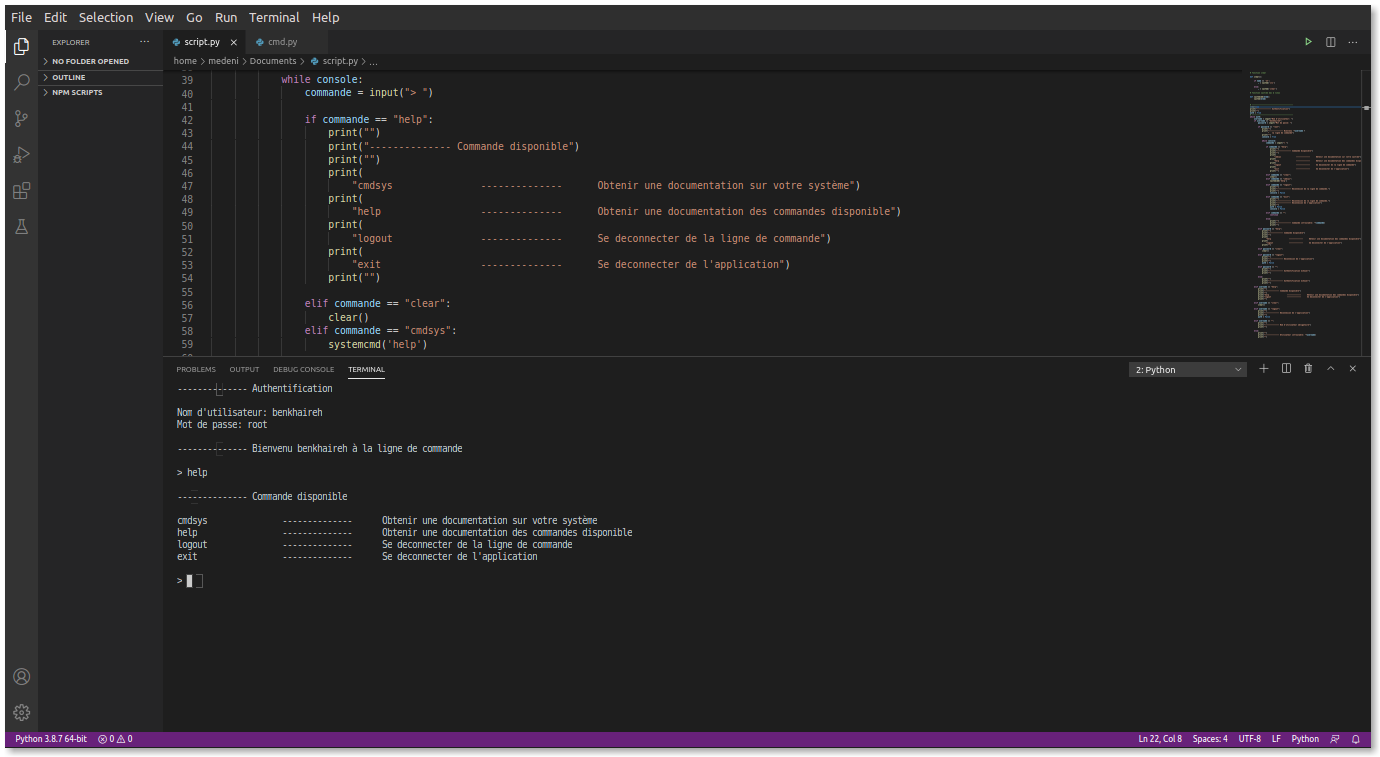 File Edit Selection View Go Run Terminal Help
EXPLORER ···
NO FOLDER OPENED
OUTLINE
NPM SCRIPTS
script.py × cmd.py
home > medeni > Documents > script.py > ...
39 while console:
40 commande = input("> ")
41
42 if commande == "help":
43 print("")
44 print("-------------- Commande disponible")
45 print("")
46 print(
47 "cmdsys -------------- Obtenir une documentation sur votre système")
48 print(
49 "help -------------- Obtenir une documentation des commandes disponible")
50 print(
51 "logout -------------- Se deconnecter de la ligne de commande")
52 print(
53 "exit -------------- Se deconnecter de l'application")
54 print("")
55
56 elif commande == "clear":
57 clear()
58 elif commande == "cmdsys":
59 systemcmd('help')
PROBLEMS OUTPUT DEBUG CONSOLE TERMINAL
2: Python
-------------- Authentification
Nom d'utilisateur: benkhaireh
Mot de passe: root
-------------- Bienvenu benkhaireh à la ligne de commande
> help
-------------- Commande disponible
cmdsys -------------- Obtenir une documentation sur votre système
help -------------- Obtenir une documentation des commandes disponible
logout -------------- Se deconnecter de la ligne de commande
exit -------------- Se deconnecter de l'application
>
Python 3.8.7 64-bit 0 0
Ln 22, Col 8 Spaces: 4 UTF-8 LF Python